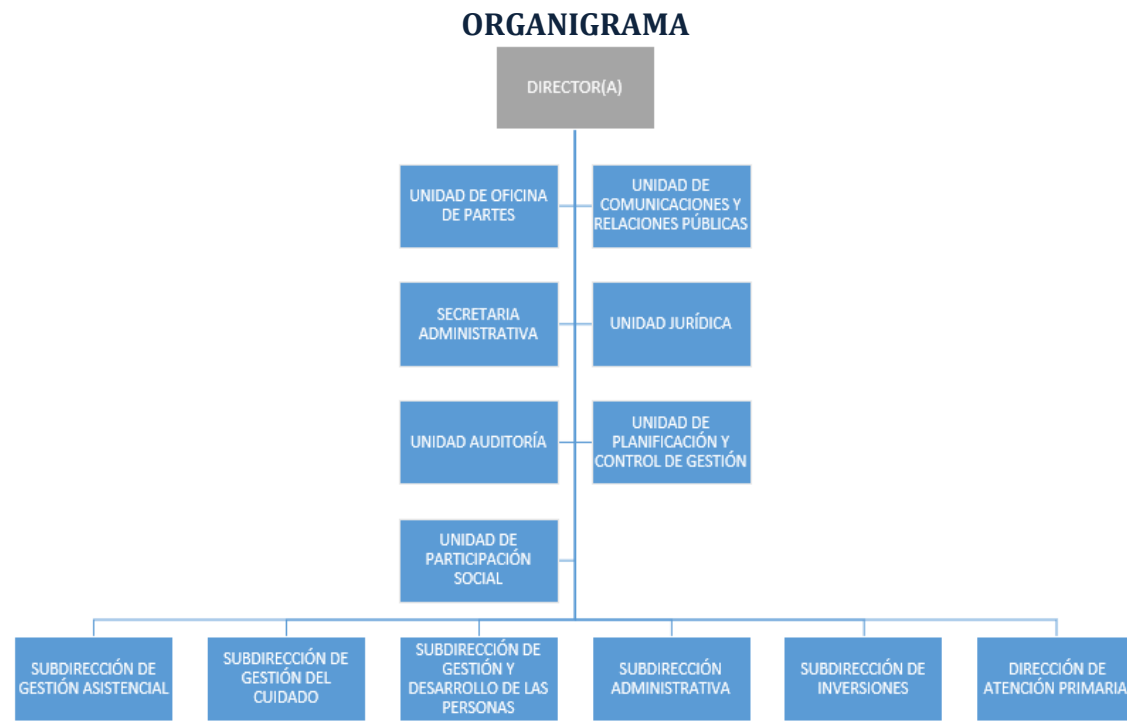 ORGANIGRAMA
DIRECTOR(A)
UNIDAD DE OFICINA
DE PARTES
UNIDAD DE
COMUNICACIONES Y
RELACIONES PÚBLICAS
SECRETARIA
ADMINISTRATIVA
UNIDAD JURÍDICA
UNIDAD AUDITORÍA
UNIDAD DE
PLANIFICACIÓN Y
CONTROL DE GESTIÓN
UNIDAD DE
PARTICIPACIÓN
SOCIAL
SUBDIRECCIÓN DE
GESTIÓN ASISTENCIAL
SUBDIRECCIÓN DE
GESTIÓN DEL
CUIDADO
SUBDIRECCIÓN DE
GESTIÓN Y
DESARROLLO DE LAS
PERSONAS
SUBDIRECCIÓN
ADMINISTRATIVA
SUBDIRECCIÓN DE
INVERSIONES
DIRECCIÓN DE
ATENCIÓN PRIMARIA